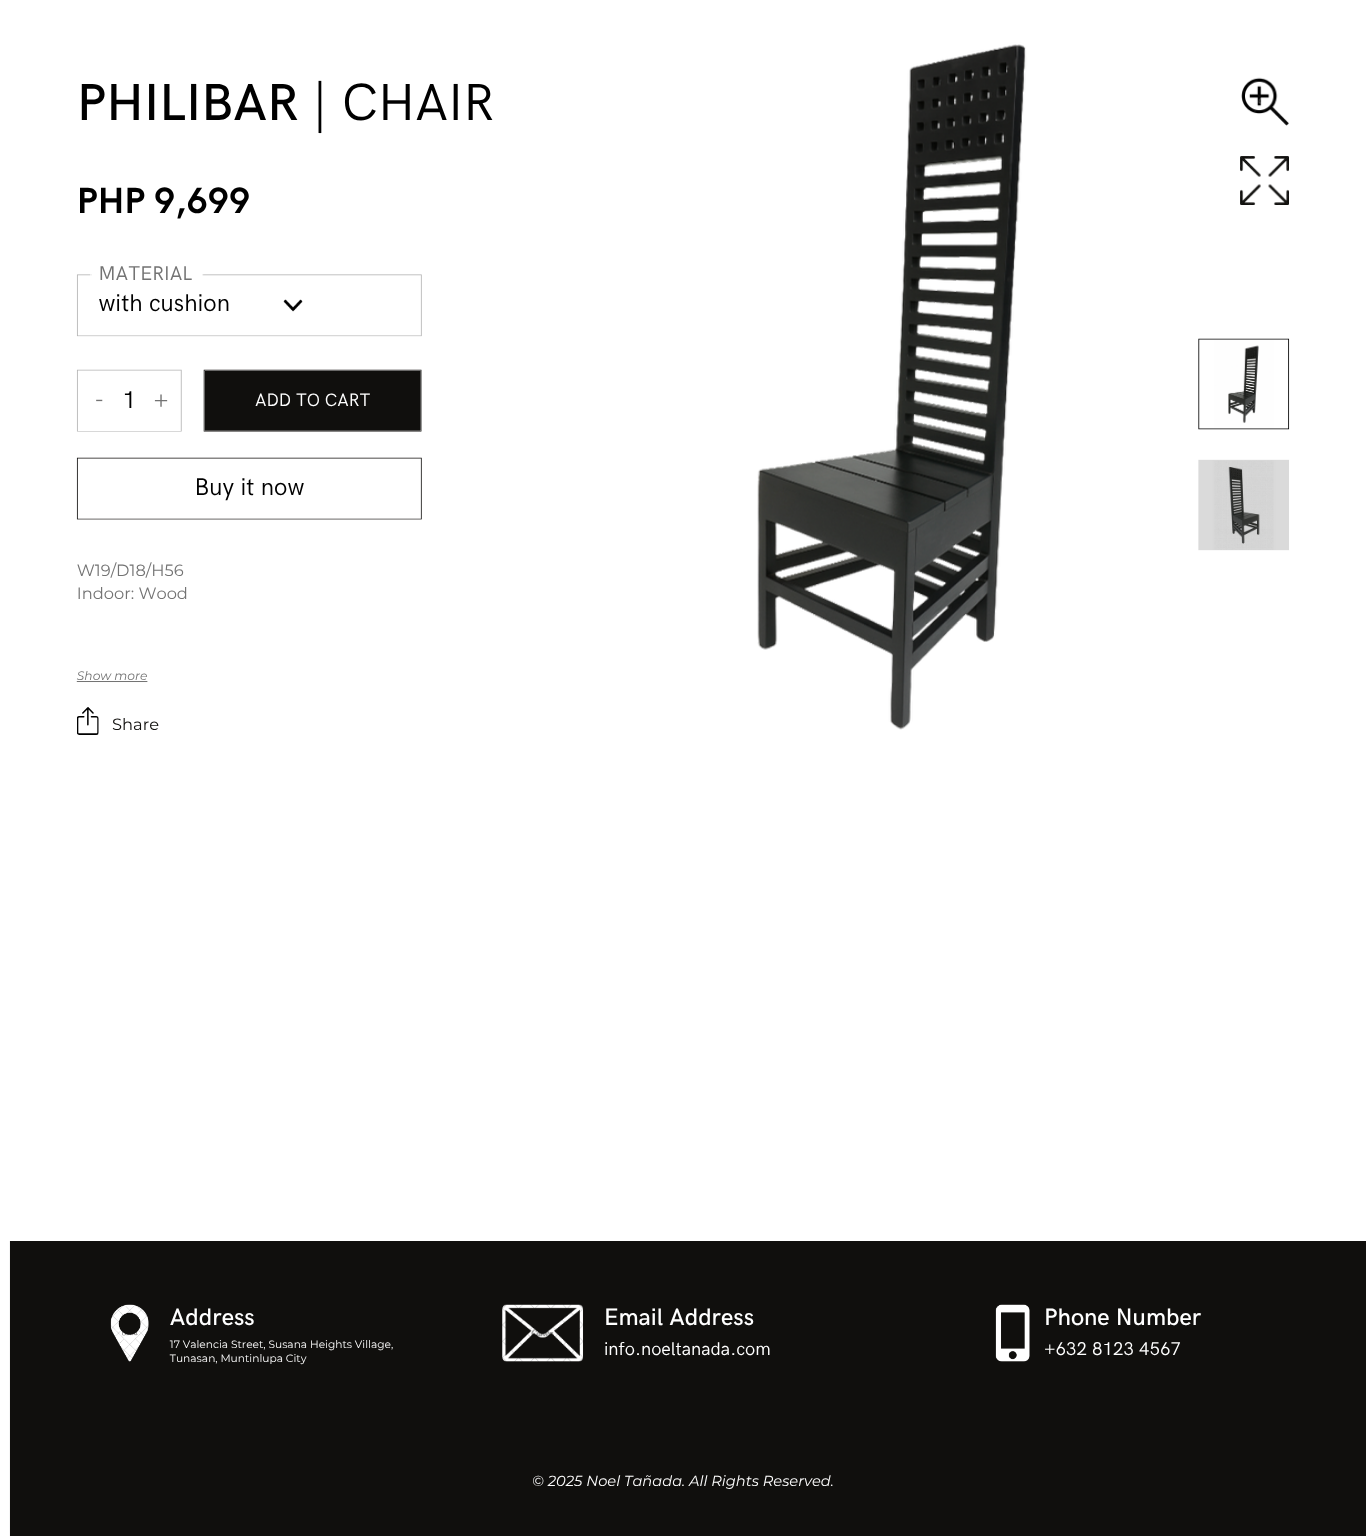 PHILIBAR | CHAIR
PHP 9,699
MATERIAL
with cushion
- 1 +
ADD TO CART
Buy it now
W19/D18/H56
Indoor: Wood
Show more
Share
Address
17 Valencia Street, Susana Heights Village,
Tunasan, Muntinlupa City
Email Address
info.noeltanada.com
Phone Number
+632 8123 4567
© 2025 Noel Tañada. All Rights Reserved.